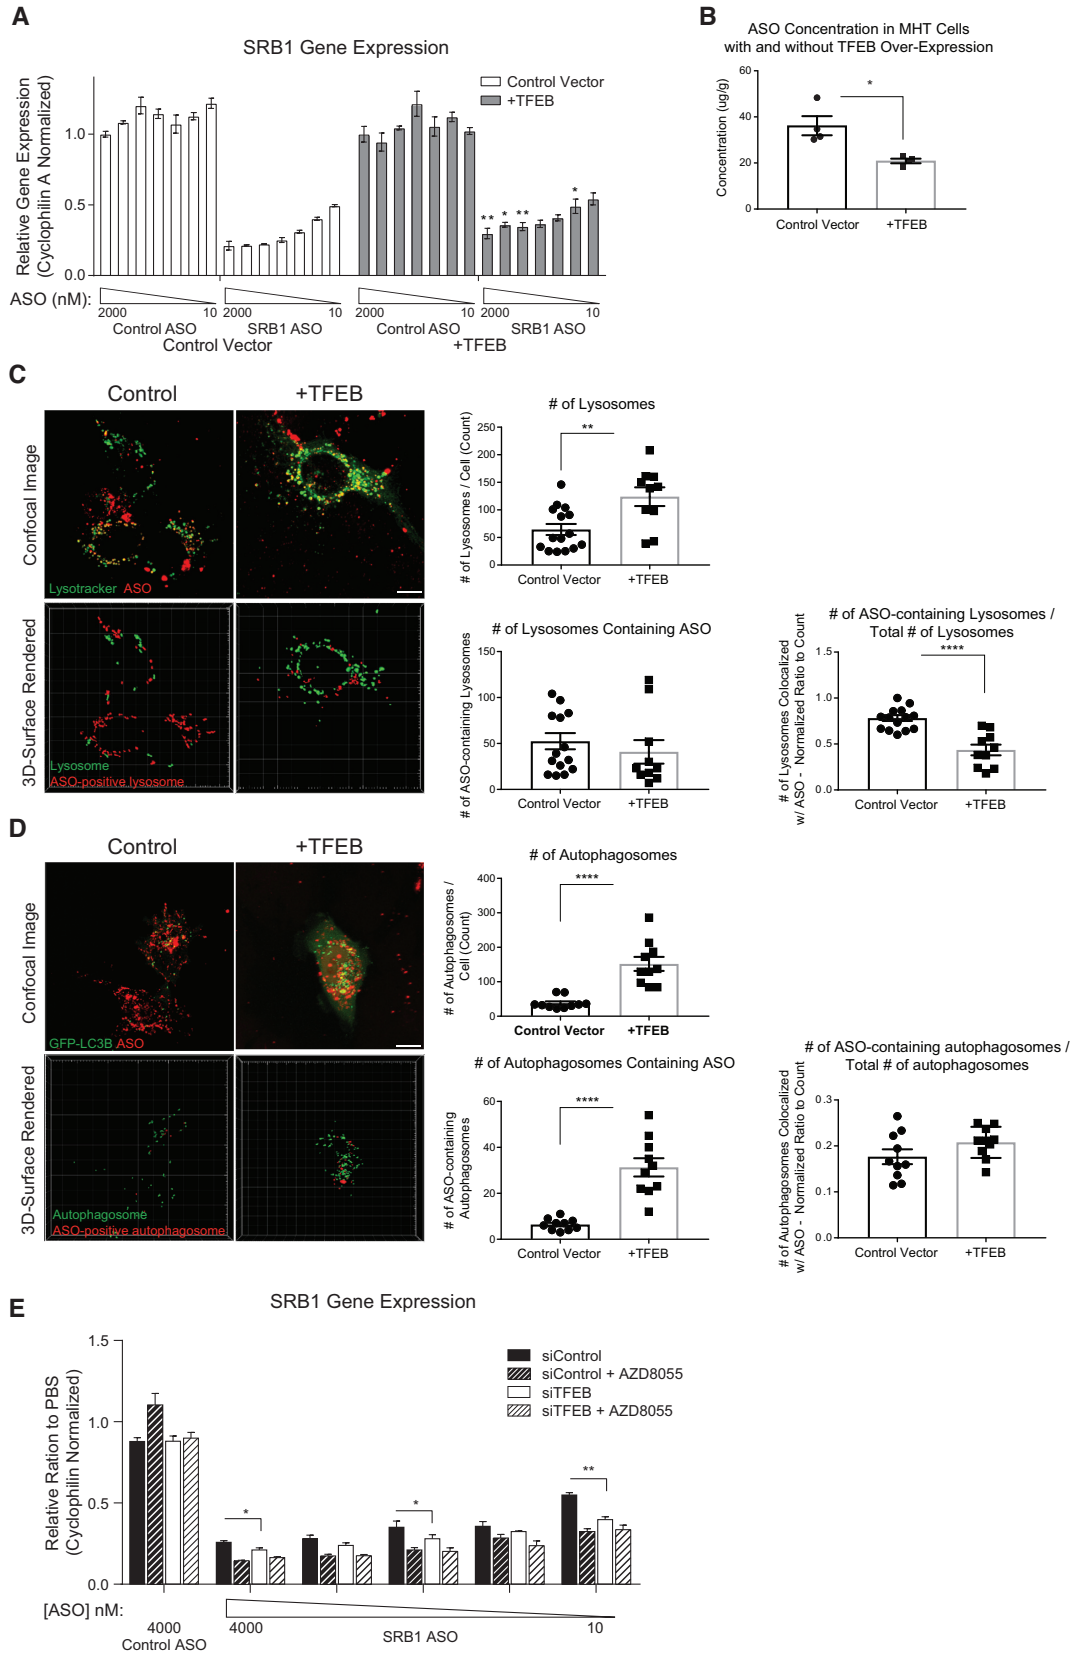 A
SRB1 Gene Expression
Control Vector
+TFEB
Relative Gene Expression
(Cyclophilin A Normalized)
1.0
0.5
0.0
** * ** *
ASO (nM):
2000 10 2000 10 2000 10 2000 10
Control ASO SRB1 ASO Control ASO SRB1 ASO
Control Vector +TFEB
B
ASO Concentration in MHT Cells
with and without TFEB Over-Expression
Concentration (ug/g)
60
40
20
0
*
Control Vector +TFEB
C
Control +TFEB
Confocal Image
Lysotracker ASO
3D-Surface Rendered
Lysosome
ASO-positive lysosome
# of Lysosomes
# of Lysosomes / Cell (Count)
250
200
150
100
50
0
**
Control Vector +TFEB
# of Lysosomes Containing ASO
# of ASO-containing Lysosomes
150
100
50
0
Control Vector +TFEB
# of ASO-containing Lysosomes /
Total # of Lysosomes
# of Lysosomes Colocalized
w/ ASO - Normalized Ratio to Count
1.5
1.0
0.5
0.0
****
Control Vector +TFEB
D
Control +TFEB
Confocal Image
GFP-LC3B ASO
3D-Surface Rendered
Autophagosome
ASO-positive autophagosome
# of Autophagosomes
# of Autophagosomes /
Cell (Count)
400
300
200
100
0
****
Control Vector +TFEB
# of Autophagosomes Containing ASO
# of ASO-containing
Autophagosomes
60
40
20
0
****
Control Vector +TFEB
# of ASO-containing autophagosomes /
Total # of autophagosomes
# of Autophagosomes Colocalized
w/ ASO - Normalized Ratio to Count
0.3
0.2
0.1
0.0
Control Vector +TFEB
E
SRB1 Gene Expression
siControl
siControl + AZD8055
siTFEB
siTFEB + AZD8055
Relative Ration to PBS
(Cyclophilin Normalized)
1.5
1.0
0.5
0.0
* * **
[ASO] nM:
4000 4000 10
Control ASO SRB1 ASO